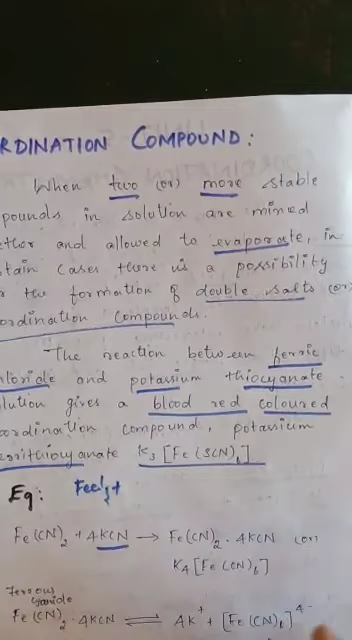 RDINATION COMPOUND:
When two (or) more stable
pounds in solution are mixed
ether and allowed to evaporate, in
tain cases there is a possibility
the formation of double salts (or)
ordination compounds.
The reaction between ferric
chloride and potassium thiocyanate
lution gives a blood red coloured
oordination compound, potassium
errithiocyanate K3[Fe(SCN)6]
Eg: Fecl3+
Fe(CN)2 + 4KCN → Fe(CN)2 . 4KCN (or)
K4[Fe(CN)6]
Ferrous
cyanide
Fe(CN)2 . 4KCN ⇌ 4K+ + [Fe(CN)6]4-